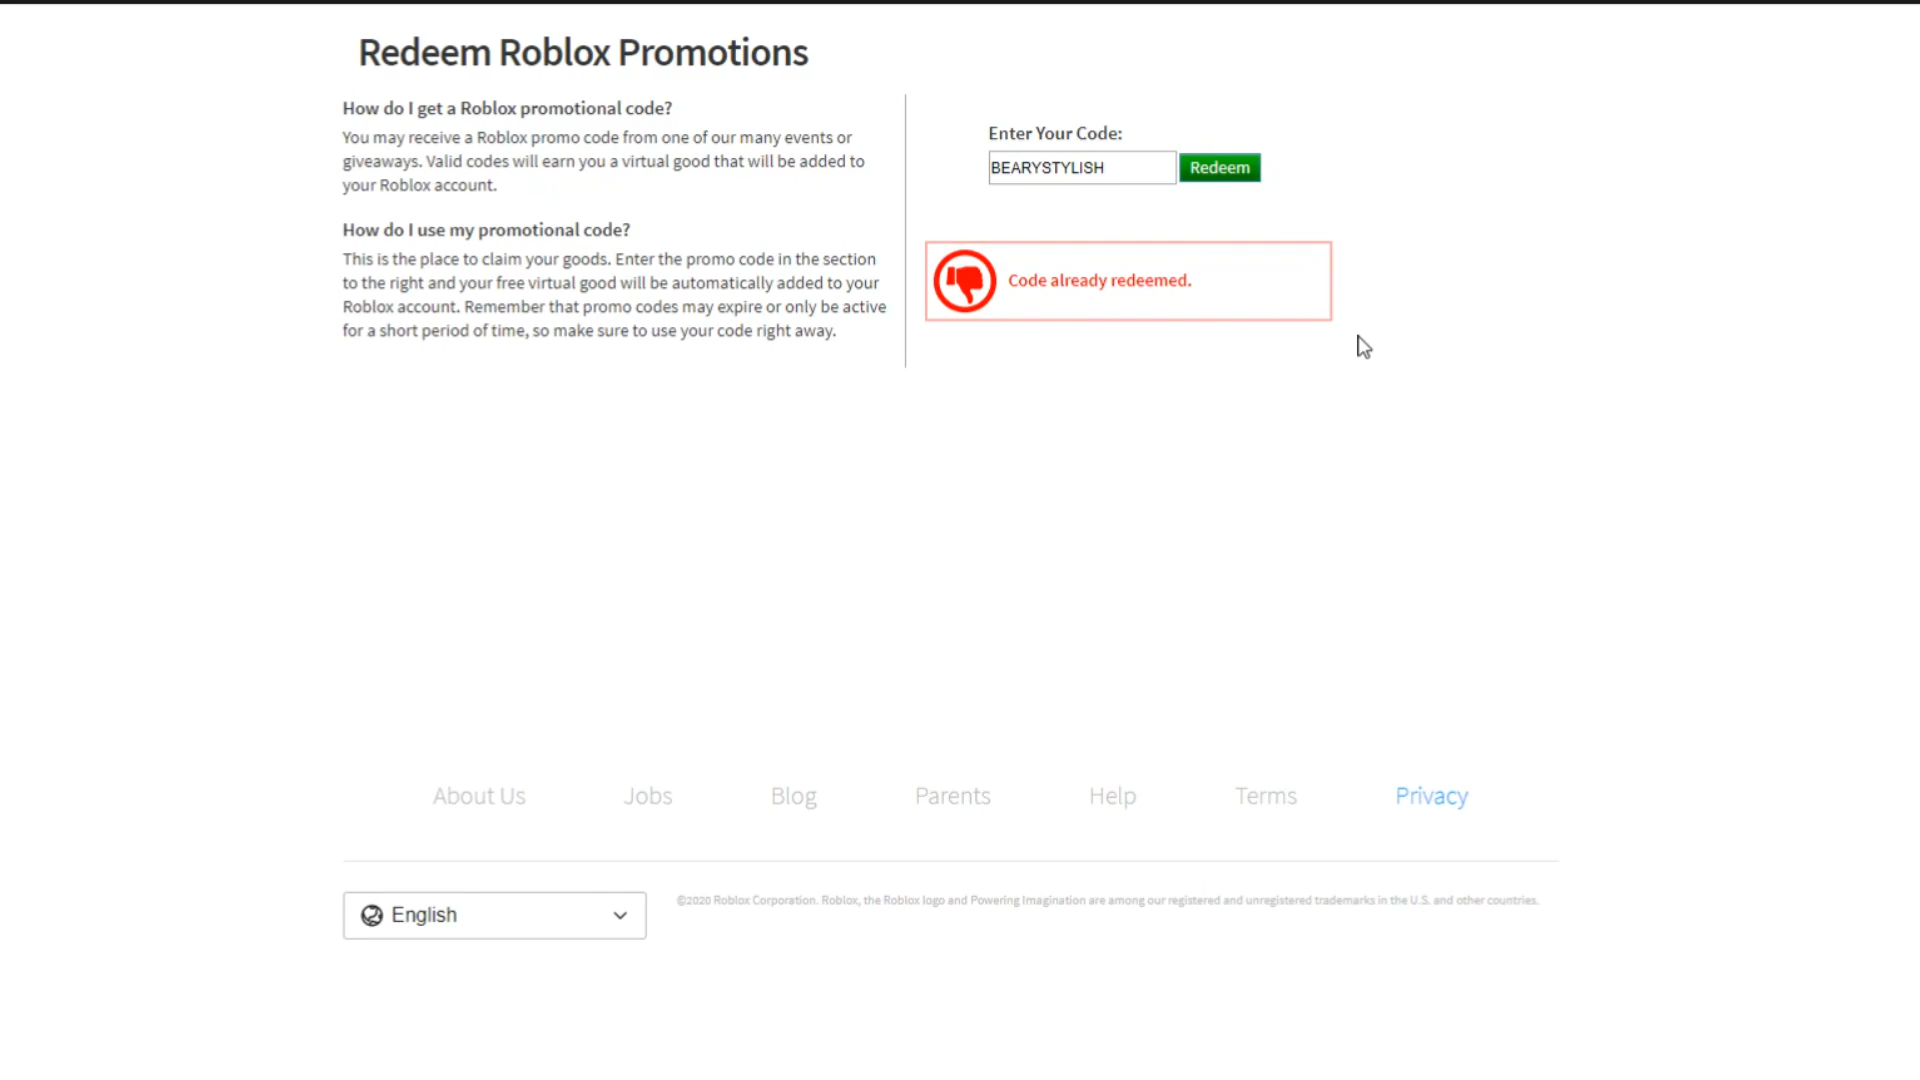 Redeem Roblox Promotions
How do I get a Roblox promotional code?
You may receive a Roblox promo code from one of our many events or
giveaways. Valid codes will earn you a virtual good that will be added to
your Roblox account.
How do I use my promotional code?
This is the place to claim your goods. Enter the promo code in the section
to the right and your free virtual good will be automatically added to your
Roblox account. Remember that promo codes may expire or only be active
for a short period of time, so make sure to use your code right away.
Enter Your Code:
BEARYSTYLISH Redeem
Code already redeemed.
About Us Jobs Blog Parents Help Terms Privacy
English
©2020 Roblox Corporation. Roblox, the Roblox logo and Powering Imagination are among our registered and unregistered trademarks in the U.S. and other countries.